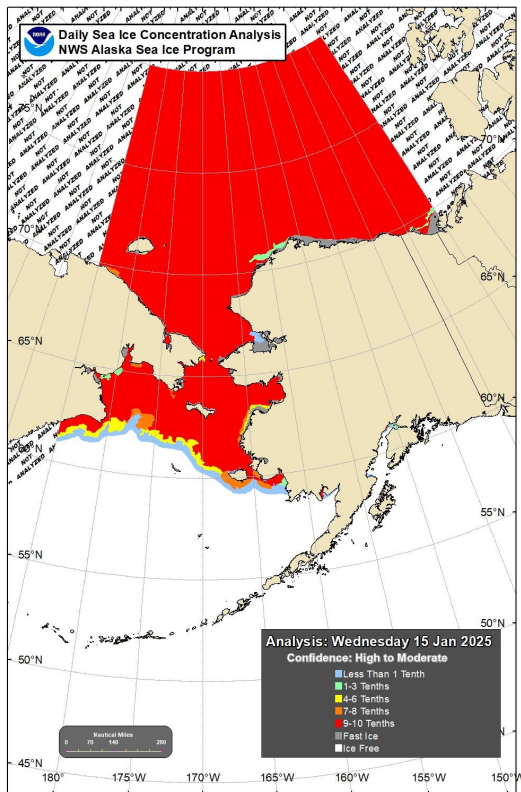 NOAA
Daily Sea Ice Concentration Analysis
NWS Alaska Sea Ice Program
NOT ANALYZED
75°N
70°N
70°N
65°N
65°N
60°N
60°N
55°N
55°N
50°N
50°N
45°N
Analysis: Wednesday 15 Jan 2025
Confidence: High to Moderate
Less Than 1 Tenth
1-3 Tenths
4-6 Tenths
7-8 Tenths
9-10 Tenths
Fast Ice
Ice Free
Nautical Miles
0 70 140 280
180° 175°W 170°W 165°W 160°W 155°W 150°W